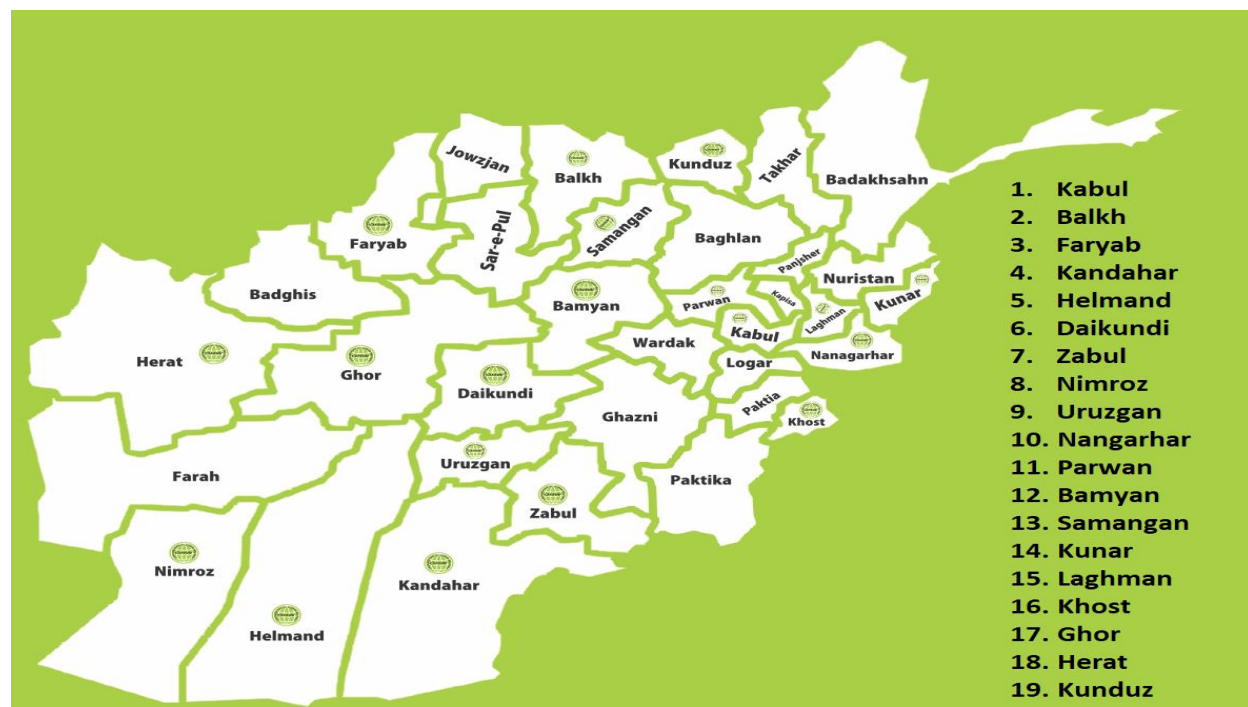 Jowzjan
Balkh
Kunduz
Takhar
Badakhsahn
Faryab
Sar-e-Pul
Samangan
Baghlan
Panjsher
Nuristan
Kunar
Badghis
Bamyan
Parwan
Kapisa
Laghman
Kabul
Wardak
Nanagarhar
Herat
Ghor
Logar
Daikundi
Ghazni
Paktia
Khost
Uruzgan
Farah
Paktika
Zabul
Nimroz
Kandahar
Helmand
1. Kabul
2. Balkh
3. Faryab
4. Kandahar
5. Helmand
6. Daikundi
7. Zabul
8. Nimroz
9. Uruzgan
10. Nangarhar
11. Parwan
12. Bamyan
13. Samangan
14. Kunar
15. Laghman
16. Khost
17. Ghor
18. Herat
19. Kunduz